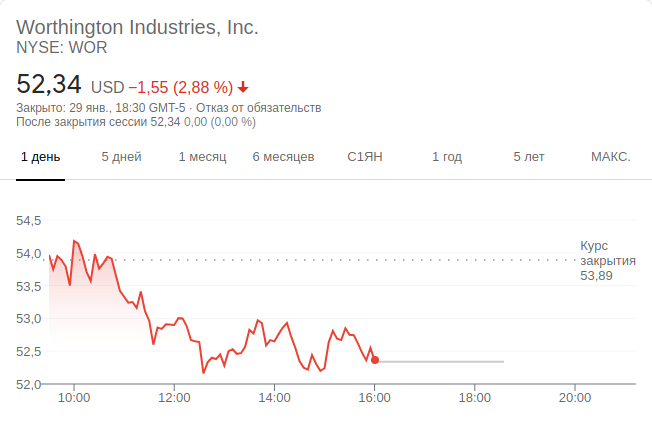 Worthington Industries, Inc.
NYSE: WOR
52,34 USD −1,55 (2,88 %)
Закрыто: 29 янв., 18:30 GMT-5 · Отказ от обязательств
После закрытия сессии 52,34 0,00 (0,00 %)
1 день 5 дней 1 месяц 6 месяцев С1ЯН 1 год 5 лет МАКС.
54,5
54,0
53,5
53,0
52,5
52,0
Курс
закрытия
53,89
10:00 12:00 14:00 16:00 18:00 20:00